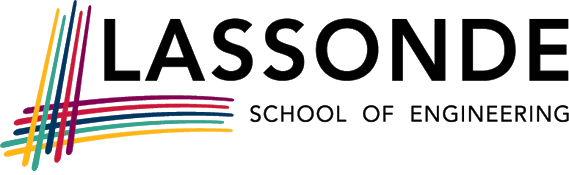 LASSONDE
SCHOOL OF ENGINEERING